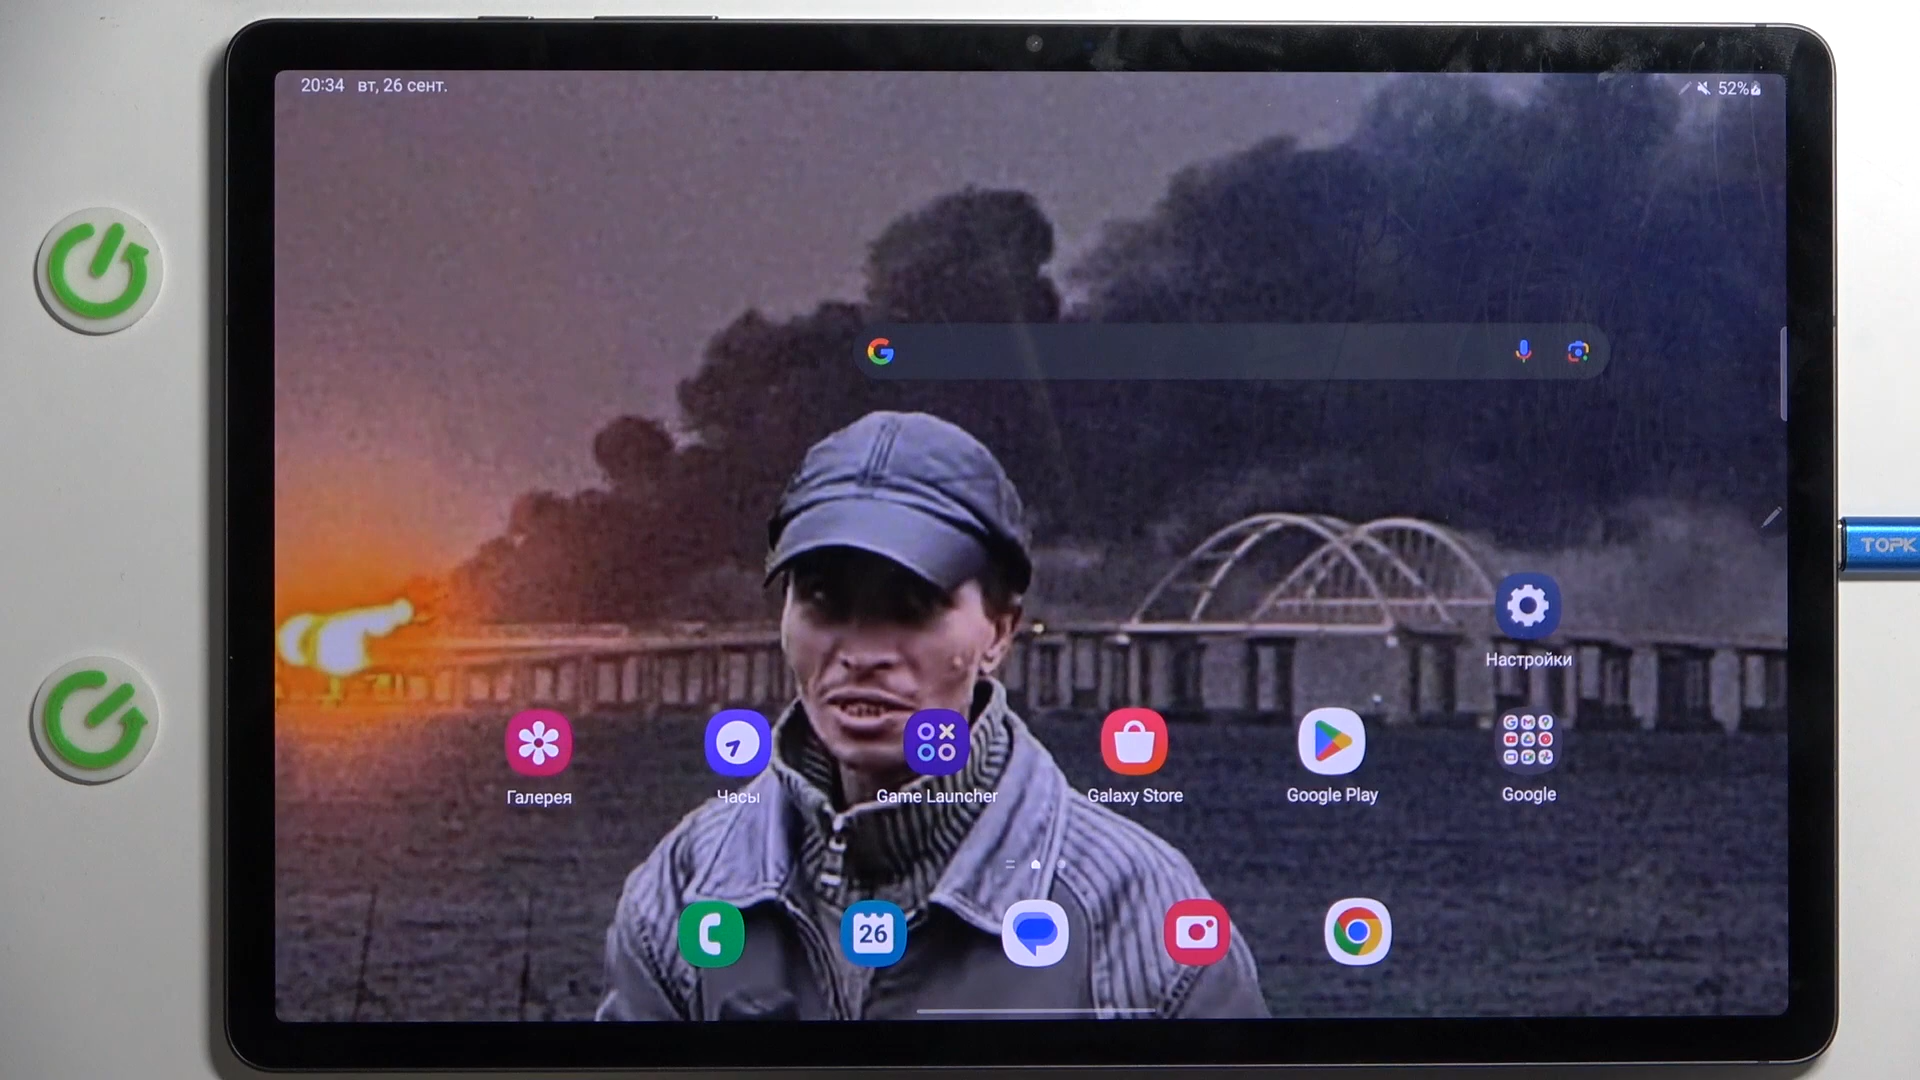 20:34 вт, 26 сент.
52%
TOPK
Настройки
Галерея
Часы
Game Launcher
Galaxy Store
Google Play
Google
26